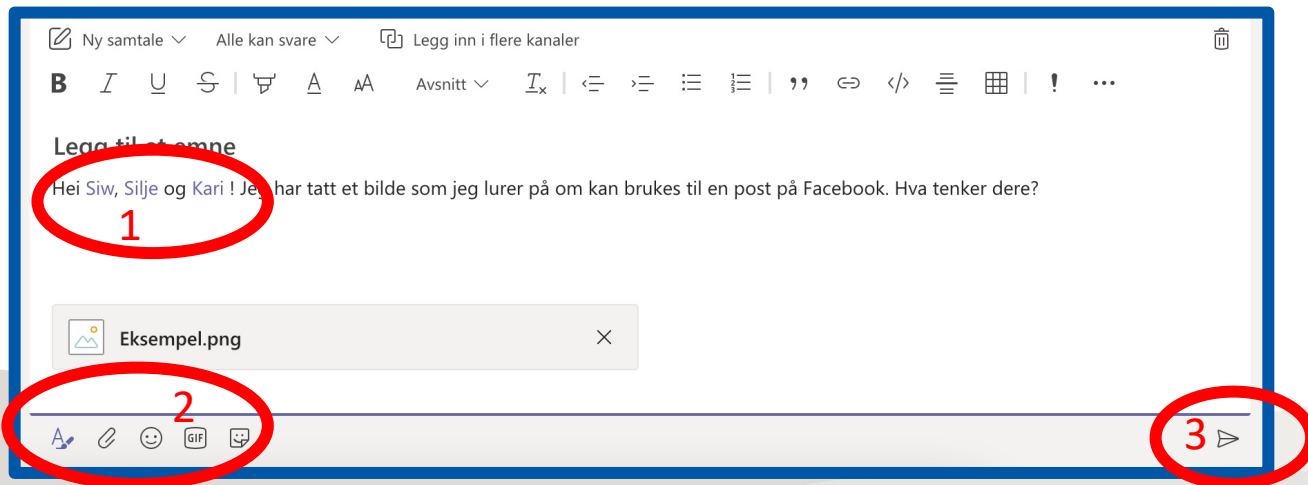 Ny samtale Alle kan svare Legg inn i flere kanaler
B I U S A AA Avsnitt Tx
Legg til et emne
Hei Siw, Silje og Kari ! Jeg har tatt et bilde som jeg lurer på om kan brukes til en post på Facebook. Hva tenker dere?
1
Eksempel.png
2
GIF
3